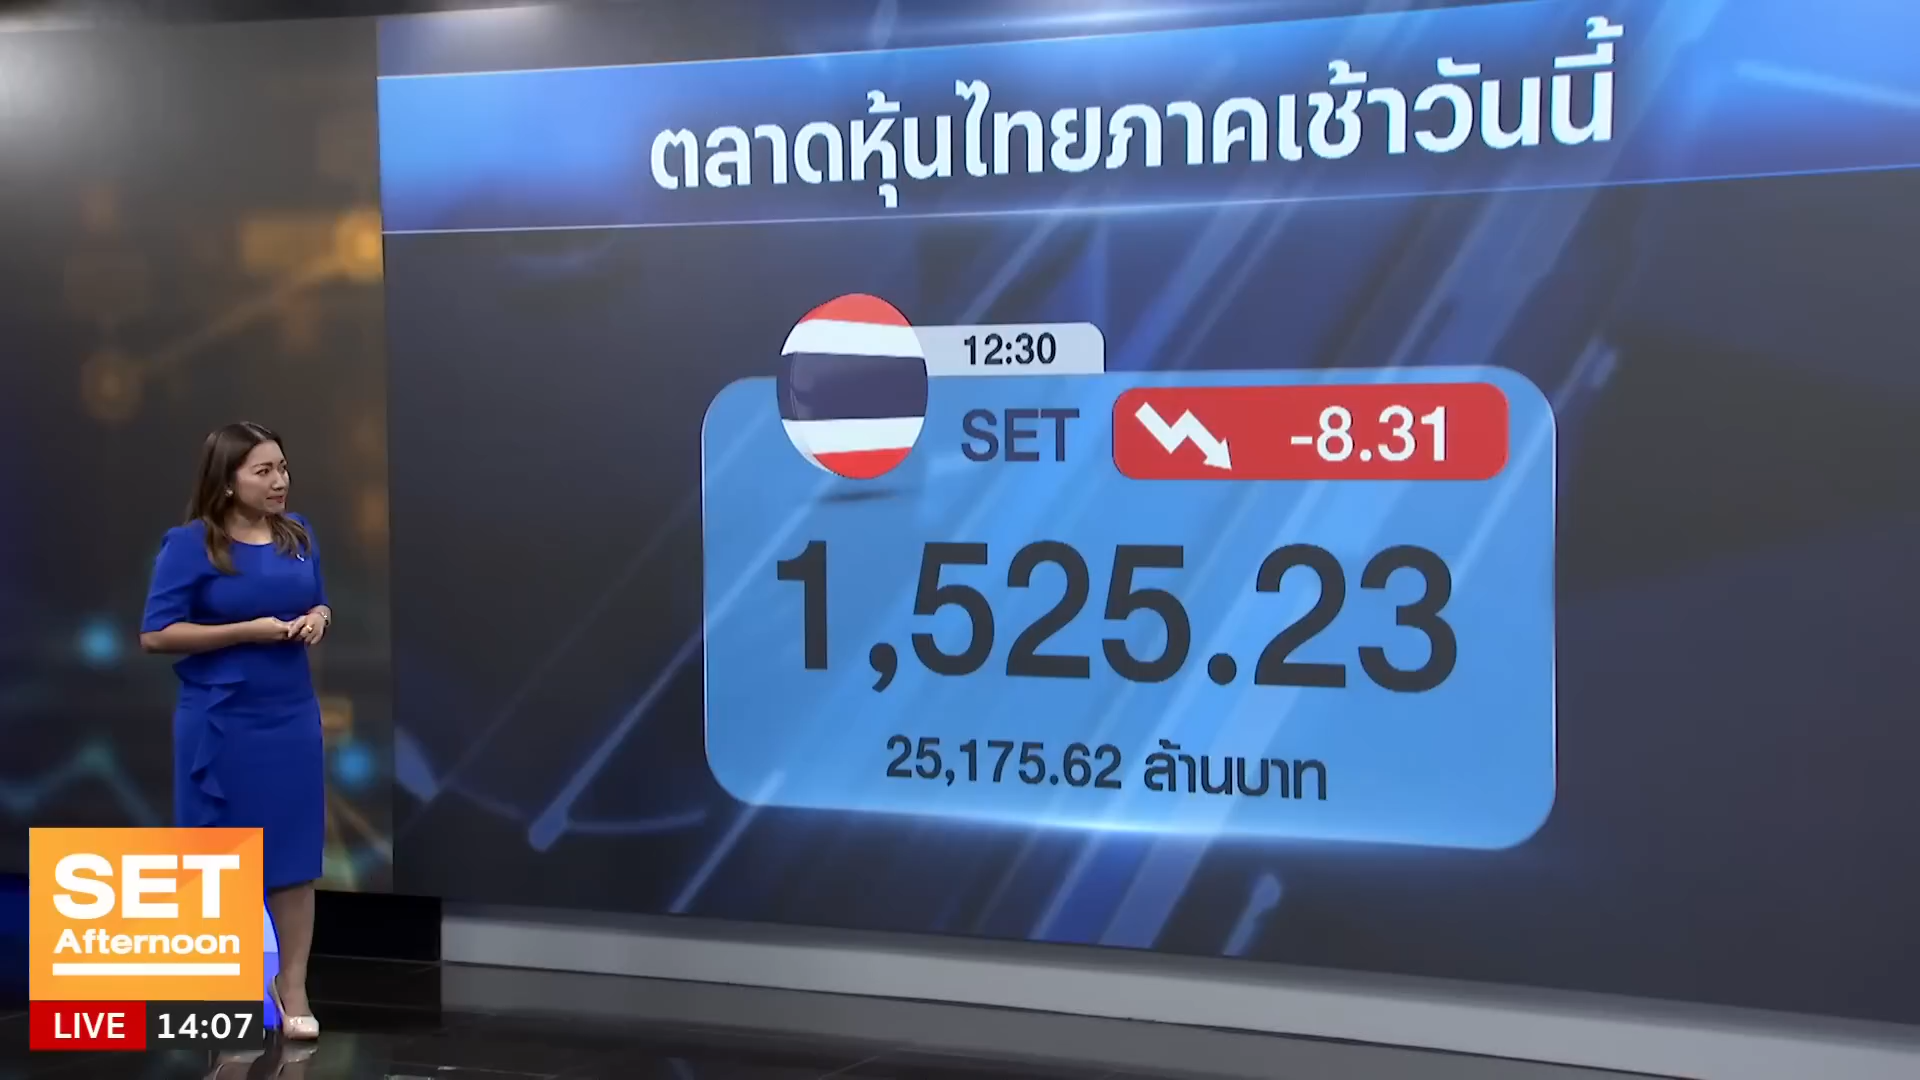 ตลาดหุ้นไทยภาคเช้าวันนี้
12:30
SET -8.31
1,525.23
25,175.62 ล้านบาท
SET
Afternoon
LIVE 14:07